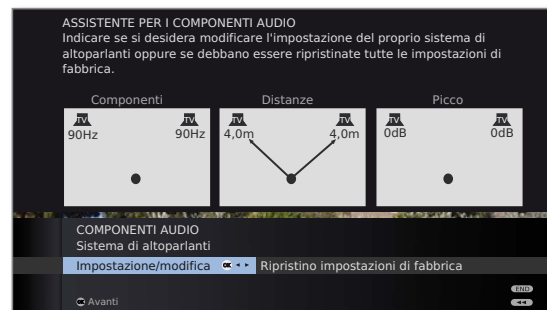 ASSISTENTE PER I COMPONENTI AUDIO
Indicare se si desidera modificare l'impostazione del proprio sistema di
altoparlanti oppure se debbano essere ripristinate tutte le impostazioni di
fabbrica.
Componenti Distanze Picco
TV TV TV TV TV TV
90Hz 90Hz 4,0m 4,0m 0dB 0dB
COMPONENTI AUDIO
Sistema di altoparlanti
Impostazione/modifica OK Ripristino impostazioni di fabbrica
END
OK Avanti